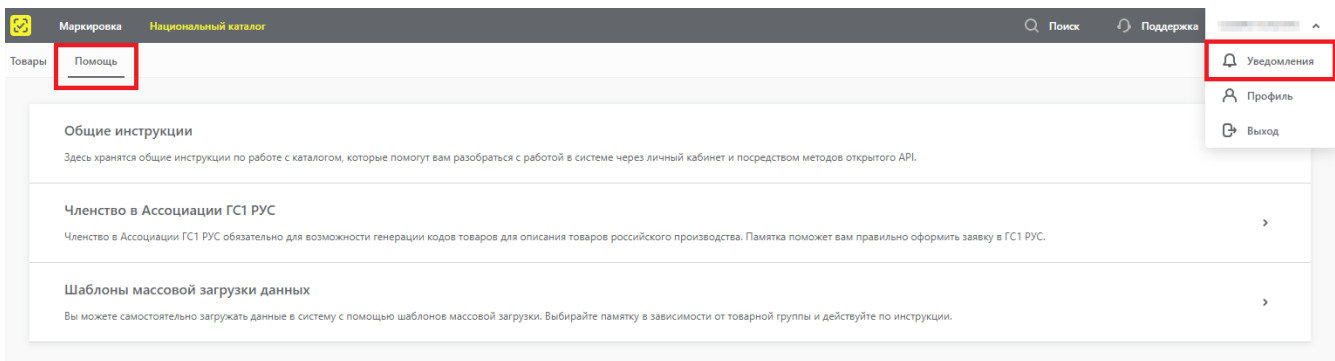 Маркировка Национальный каталог Поиск Поддержка
Товары Помощь
Уведомления
Профиль
Выход
Общие инструкции
Здесь хранятся общие инструкции по работе с каталогом, которые помогут вам разобраться с работой в системе через личный кабинет и посредством методов открытого API.
Членство в Ассоциации ГС1 РУС
Членство в Ассоциации ГС1 РУС обязательно для возможности генерации кодов товаров для описания товаров российского производства. Памятка поможет вам правильно оформить заявку в ГС1 РУС.
Шаблоны массовой загрузки данных
Вы можете самостоятельно загружать данные в систему с помощью шаблонов массовой загрузки. Выбирайте памятку в зависимости от товарной группы и действуйте по инструкции.